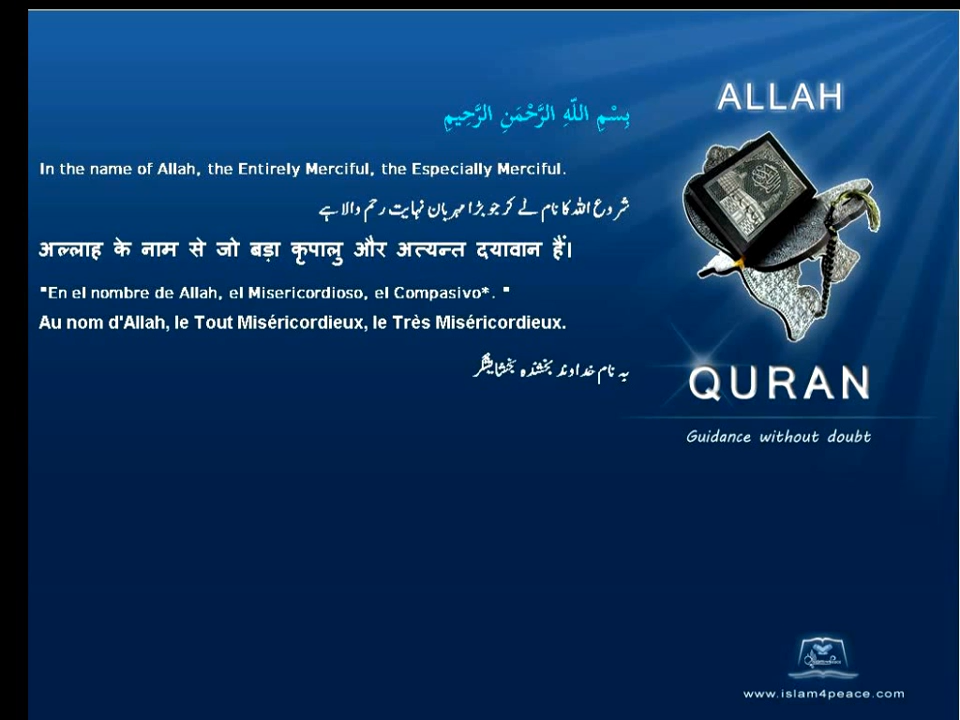 بِسْمِ اللّهِ الرَّحْمَنِ الرَّحِيمِ
In the name of Allah, the Entirely Merciful, the Especially Merciful.
شروع الله کا نام لے کر جو بڑا مہربان نہایت رحم والا ہے
अल्लाह के नाम से जो बड़ा कृपालु और अत्यन्त दयावान हैं।
"En el nombre de Allah, el Misericordioso, el Compasivo*. "
Au nom d'Allah, le Tout Miséricordieux, le Très Miséricordieux.
به نام خداوند بخشنده بخشایشگر
ALLAH
QURAN
Guidance without doubt
www.islam4peace.com